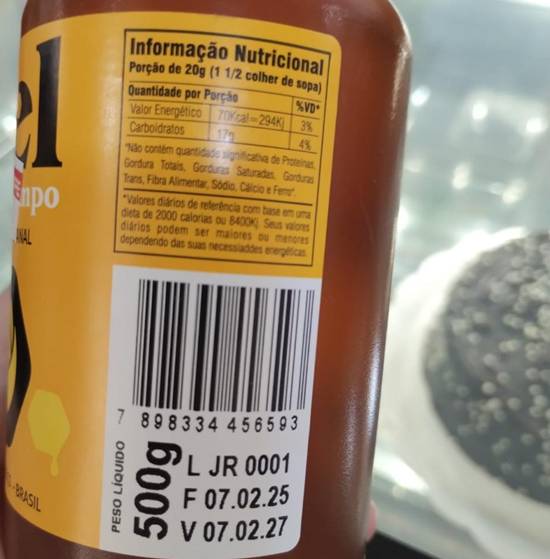 el
mpo
ANAL
Informação Nutricional
Porção de 20g (1 1/2 colher de sopa)
Quantidade por Porção %VD*
Valor Energético 70Kcal=294Kj 3%
Carboidratos 17g 4%
"Não contém quantidade significativa de Proteínas,
Gordura Totais, Gorduras Saturadas, Gorduras
Trans, Fibra Alimentar, Sódio, Cálcio e Ferro".
*Valores diários de referência com base em uma
dieta de 2000 calorias ou 8400Kj. Seus valores
diários podem ser maiores ou menores
dependendo das suas necessiaddes energéticas.
7 898334 456593
PESO LÍQUIDO
500g
L JR 0001
F 07.02.25
V 07.02.27
-BRASIL